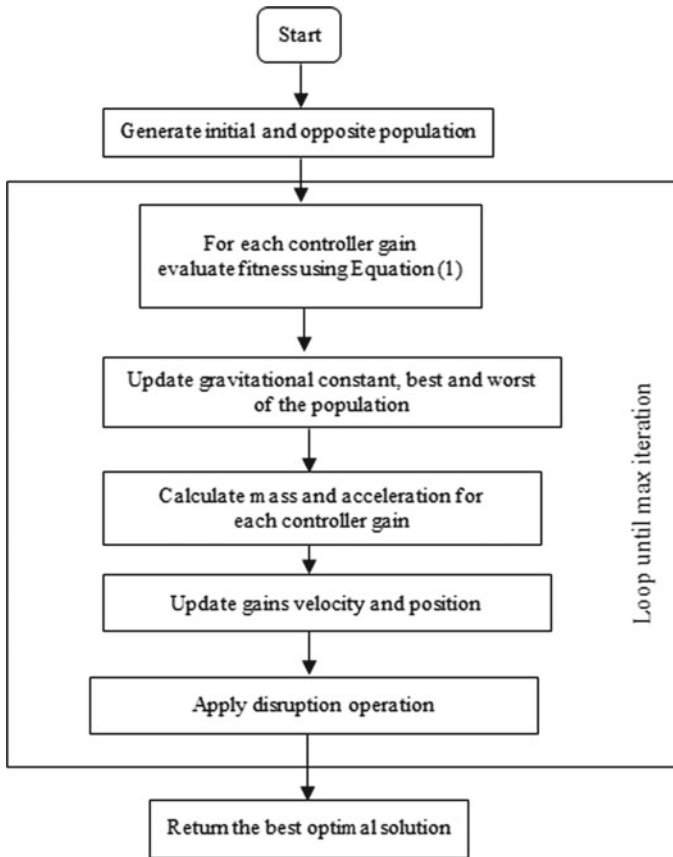 Start
Generate initial and opposite population
For each controller gain
evaluate fitness using Equation (1)
Update gravitational constant, best and worst
of the population
Calculate mass and acceleration for
each controller gain
Update gains velocity and position
Apply disruption operation
Loop until max iteration
Return the best optimal solution